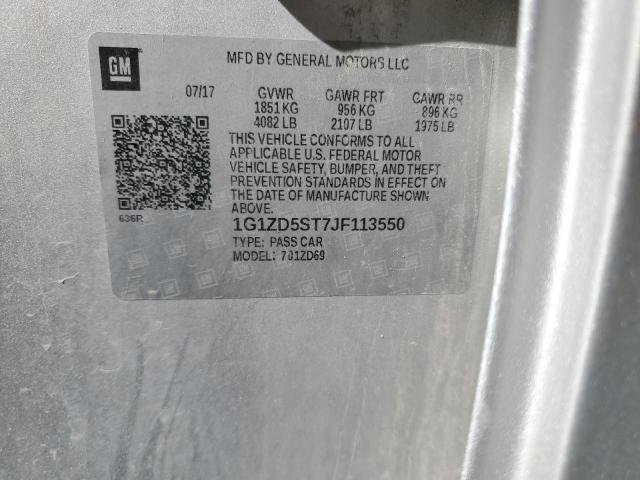 GM
MFD BY GENERAL MOTORS LLC
07/17 GVWR GAWR FRT GAWR RR
1851 KG 956 KG 896 KG
4082 LB 2107 LB 1975 LB
THIS VEHICLE CONFORMS TO ALL
APPLICABLE U.S. FEDERAL MOTOR
VEHICLE SAFETY, BUMPER, AND THEFT
PREVENTION STANDARDS IN EFFECT ON
THE DATE OF MANUFACTURE SHOWN
ABOVE.
636R
1G1ZD5ST7JF113550
TYPE: PASS CAR
MODEL: 701ZD69